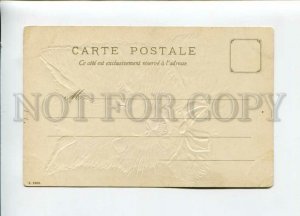 CARTE POSTALE
Ce côté est exclusivement réservé à l'adresse
M
NOT FOR COPY